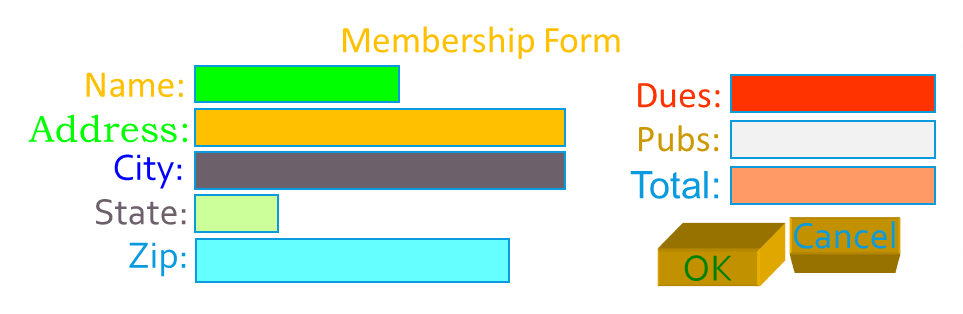 Membership Form
Name:
Address:
City:
State:
Zip:
Dues:
Pubs:
Total:
OK
Cancel